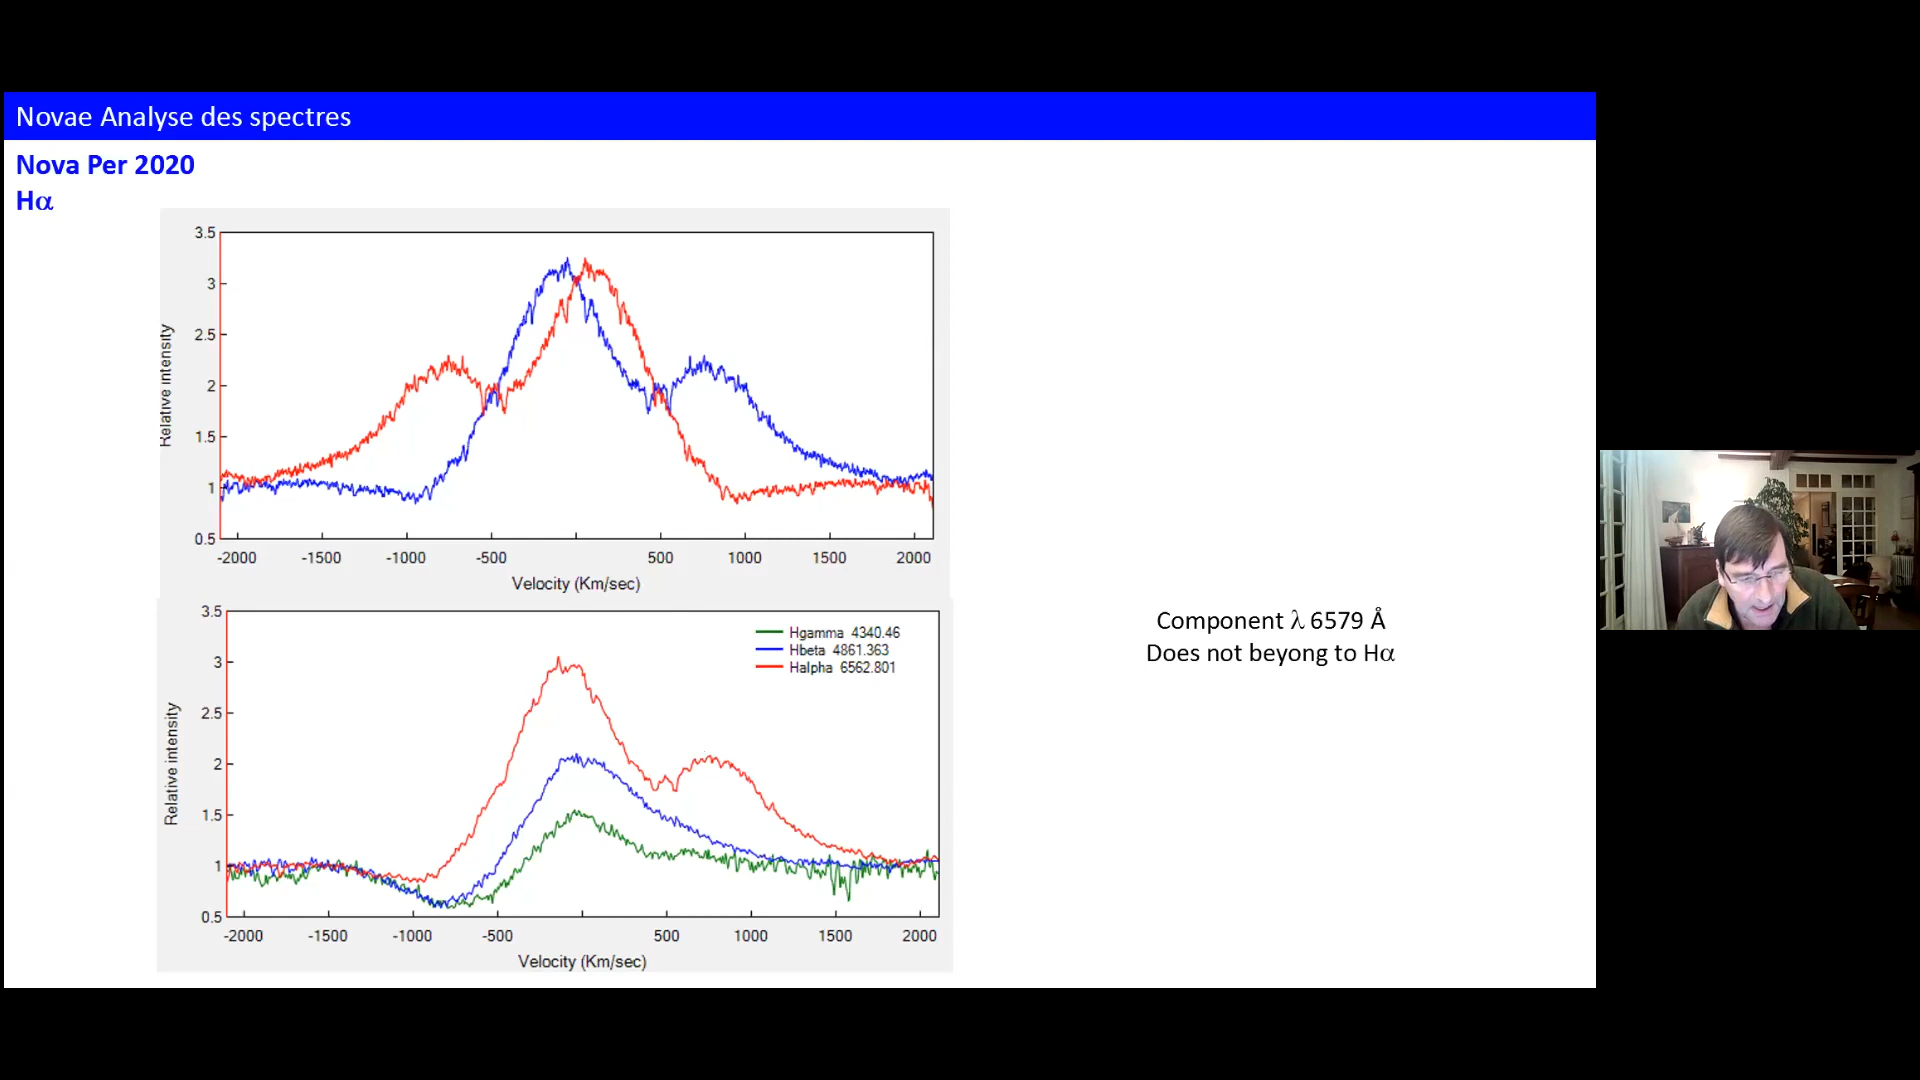 Novae Analyse des spectres
Nova Per 2020
Hα
3.5
3
2.5
2
1.5
1
0.5
Relative intensity
-2000 -1500 -1000 -500 500 1000 1500 2000
Velocity (Km/sec)
3.5
3
2.5
2
1.5
1
0.5
Relative intensity
Hgamma 4340.46
Hbeta 4861.363
Halpha 6562.801
-2000 -1500 -1000 -500 500 1000 1500 2000
Velocity (Km/sec)
Component λ 6579 Å
Does not beyong to Hα